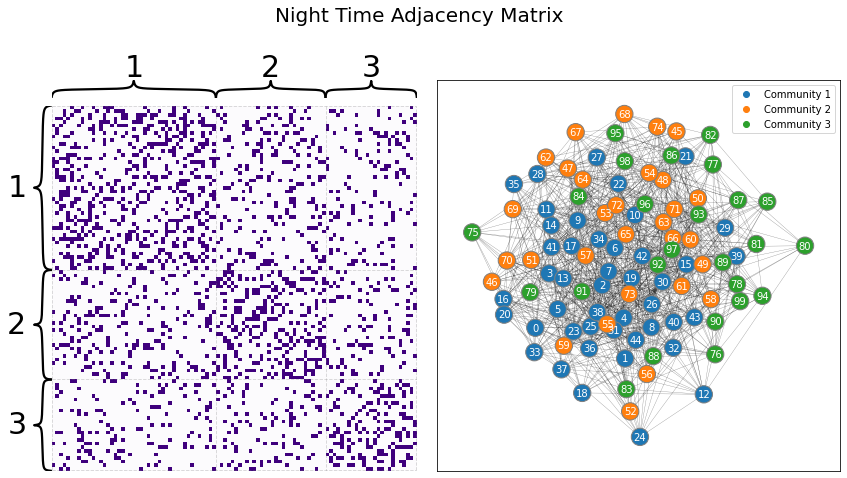 Night Time Adjacency Matrix
1 2 3
1
2
3
Community 1
Community 2
Community 3
68
74 45
67 95 82
62 27 98 86 21
28 47 54 77
35 64 22 48
84 50 87 85
69 11 53 72 96 71 93
14 9 10 63 29
75 65
41 17 34 6 66 60 81 80
57 42 97 39
70 51 92 15 49 89
3 13 7 19
46 2 30 61 78
79 91 73 94
16 26 58 99
20 5 38 4 43
0 23 25 55 8 40 90
44
59 36 32
33 1 88 76
37 56
18 83 12
52
24